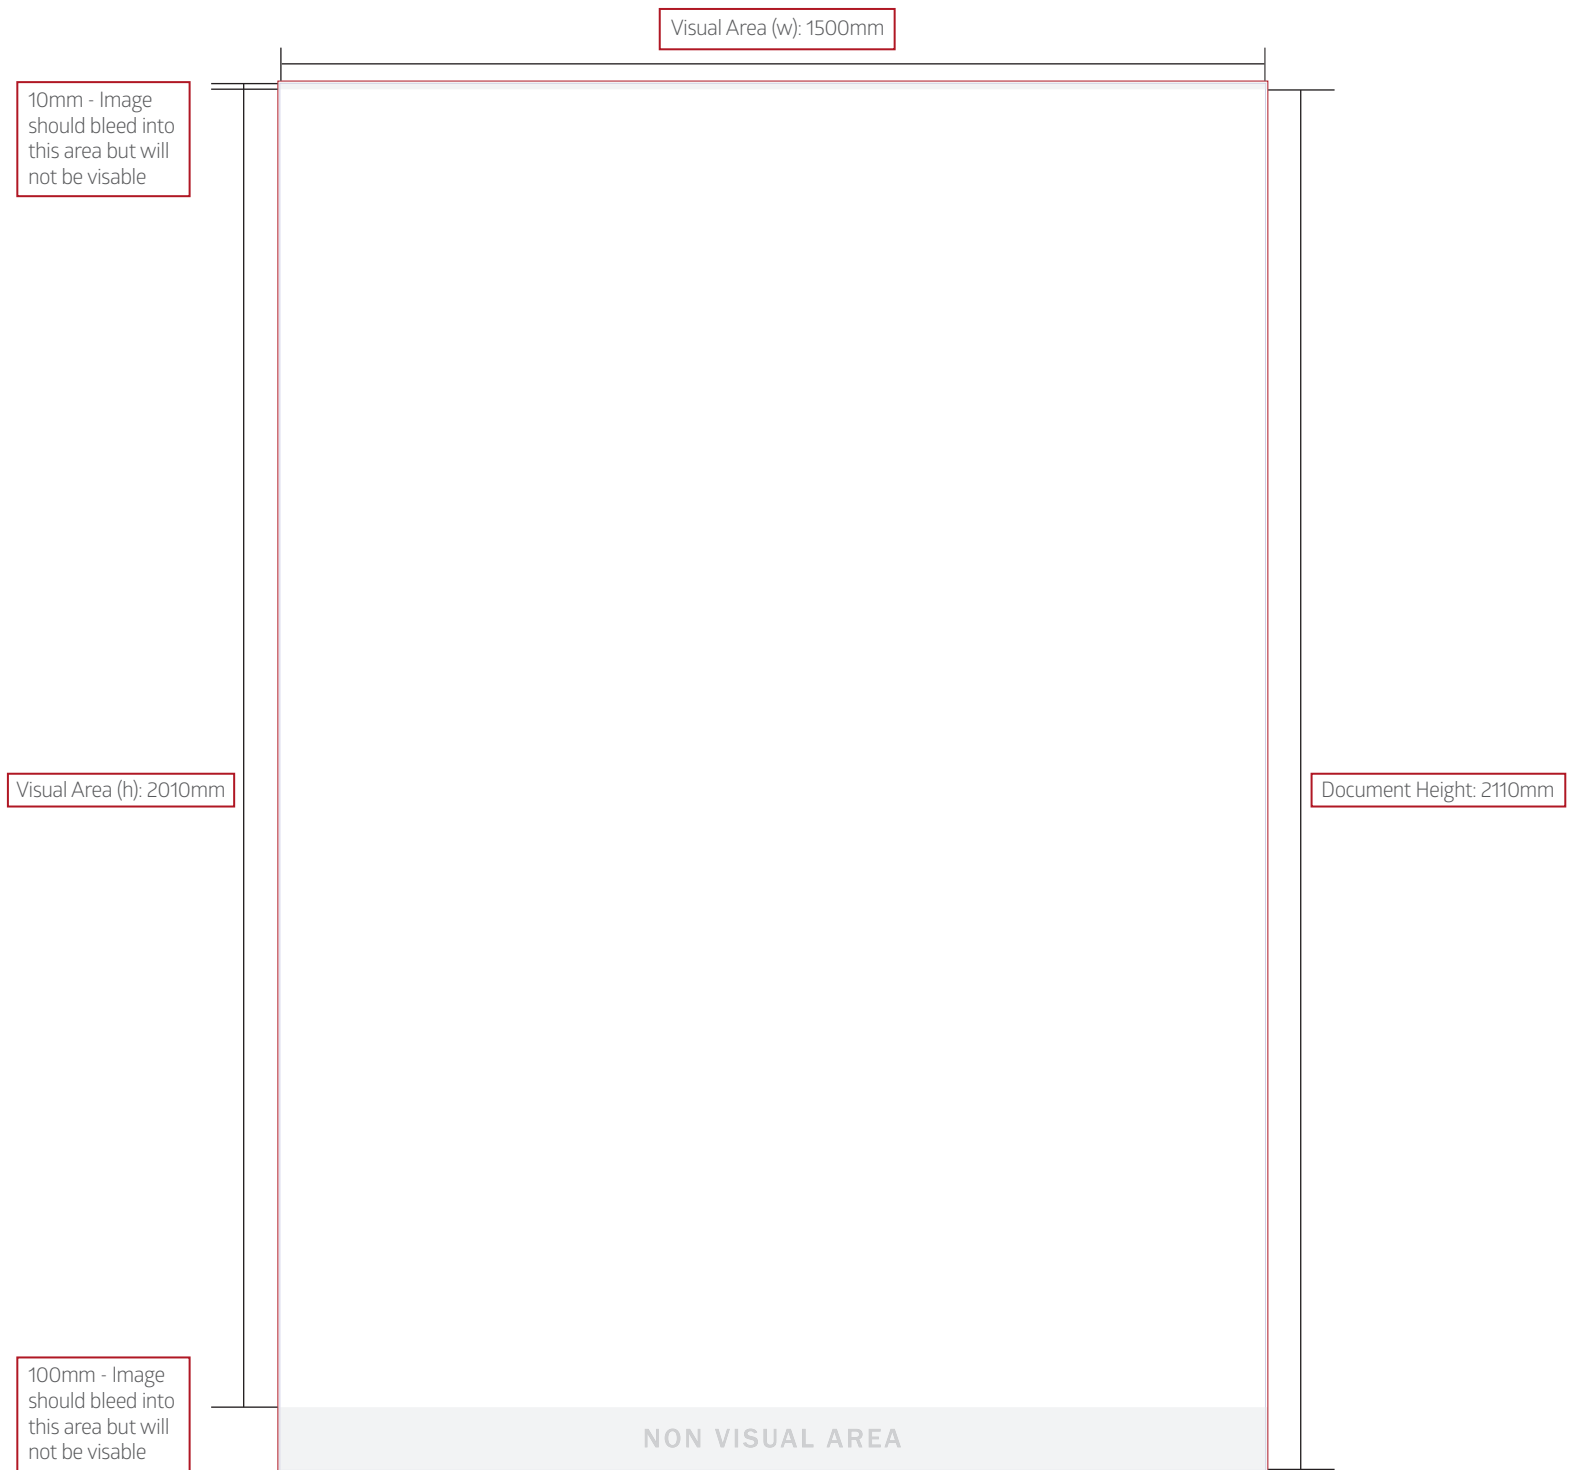 Visual Area (w): 1500mm
10mm - Image
should bleed into
this area but will
not be visable
Visual Area (h): 2010mm
Document Height: 2110mm
100mm - Image
should bleed into
this area but will
not be visable
NON VISUAL AREA